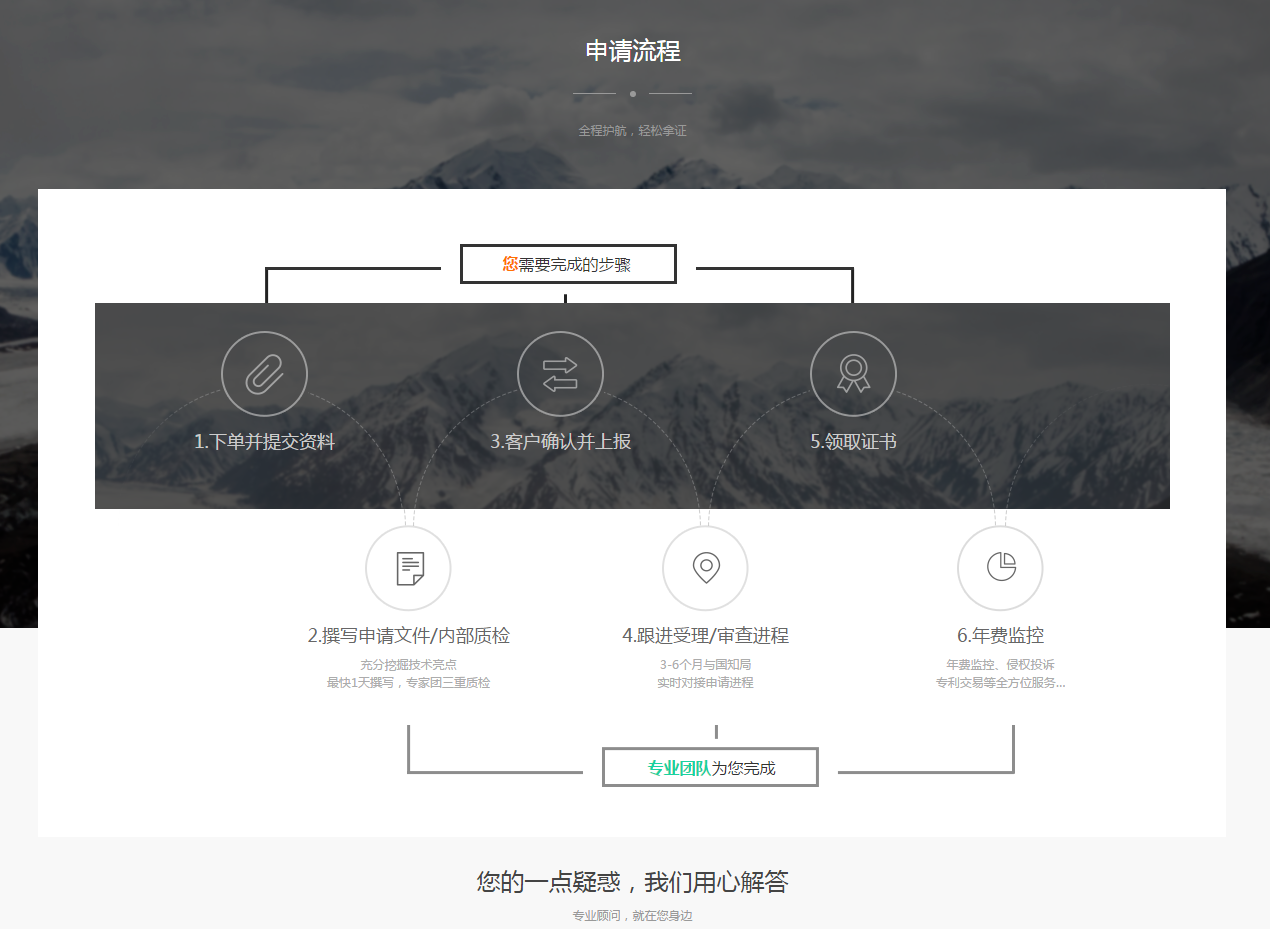 申请流程
全程护航，轻松拿证
您需要完成的步骤
1.下单并提交资料
3.客户确认并上报
5.领取证书
2.撰写申请文件/内部质检
充分挖掘技术亮点
最快1天撰写，专家团三重质检
4.跟进受理/审查进程
3-6个月与国知局
实时对接申请进程
6.年费监控
年费监控、侵权投诉
专利交易等全方位服务...
专业团队为您完成
您的一点疑惑，我们用心解答
专业顾问，就在您身边